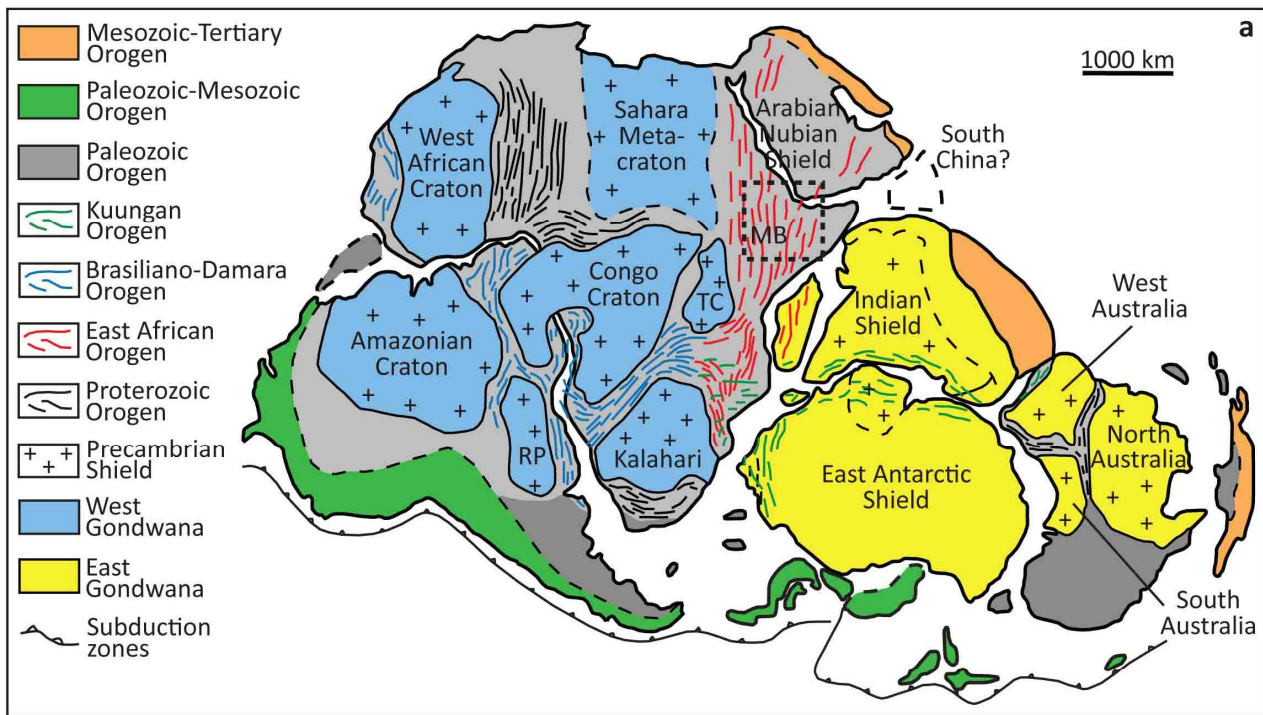 a
1000 km
Mesozoic-Tertiary
Orogen
Paleozoic-Mesozoic
Orogen
Paleozoic
Orogen
Kuungan
Orogen
Brasiliano-Damara
Orogen
East African
Orogen
Proterozoic
Orogen
Precambrian
Shield
West
Gondwana
East
Gondwana
Subduction
zones
West
African
Craton
Sahara
Meta-
craton
Arabian
Nubian
Shield
South
China?
MB
Congo
Craton
TC
Amazonian
Craton
RP
Kalahari
Indian
Shield
West
Australia
North
Australia
East Antarctic
Shield
South
Australia